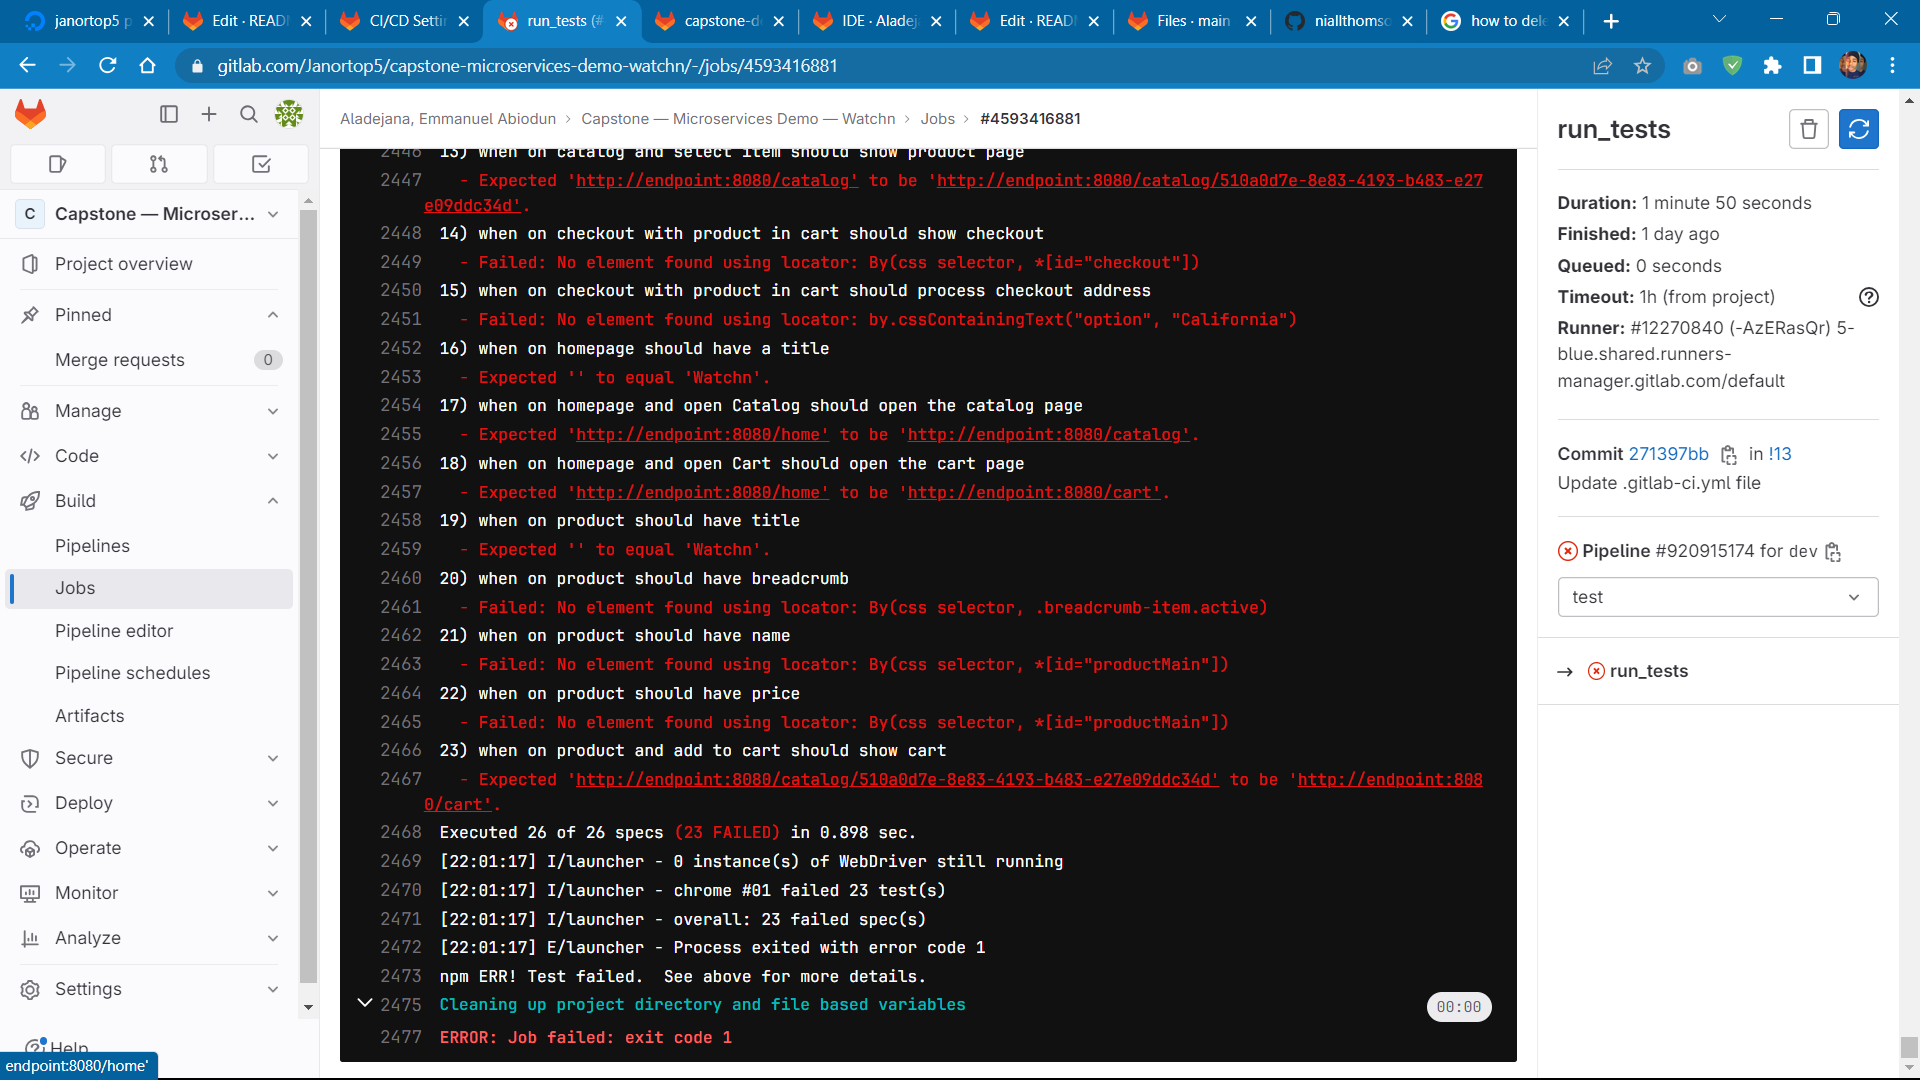 janortop5 p
Edit · READ
CI/CD Setti
run_tests (#
capstone-d
IDE · Aladej
Edit · READ
Files · main
niallthomso
how to dele
gitlab.com/Janortop5/capstone-microservices-demo-watchn/-/jobs/4593416881
Aladejana, Emmanuel Abiodun › Capstone — Microservices Demo — Watchn › Jobs › #4593416881
C Capstone — Microser...
Project overview
Pinned
Merge requests 0
Manage
Code
Build
Pipelines
Jobs
Pipeline editor
Pipeline schedules
Artifacts
Secure
Deploy
Operate
Monitor
Analyze
Settings
Help
endpoint:8080/home'
2446 13) when on catalog and select item should show product page
2447 - Expected 'http://endpoint:8080/catalog' to be 'http://endpoint:8080/catalog/510a0d7e-8e83-4193-b483-e27
e09ddc34d'.
2448 14) when on checkout with product in cart should show checkout
2449 - Failed: No element found using locator: By(css selector, *[id="checkout"])
2450 15) when on checkout with product in cart should process checkout address
2451 - Failed: No element found using locator: by.cssContainingText("option", "California")
2452 16) when on homepage should have a title
2453 - Expected '' to equal 'Watchn'.
2454 17) when on homepage and open Catalog should open the catalog page
2455 - Expected 'http://endpoint:8080/home' to be 'http://endpoint:8080/catalog'.
2456 18) when on homepage and open Cart should open the cart page
2457 - Expected 'http://endpoint:8080/home' to be 'http://endpoint:8080/cart'.
2458 19) when on product should have title
2459 - Expected '' to equal 'Watchn'.
2460 20) when on product should have breadcrumb
2461 - Failed: No element found using locator: By(css selector, .breadcrumb-item.active)
2462 21) when on product should have name
2463 - Failed: No element found using locator: By(css selector, *[id="productMain"])
2464 22) when on product should have price
2465 - Failed: No element found using locator: By(css selector, *[id="productMain"])
2466 23) when on product and add to cart should show cart
2467 - Expected 'http://endpoint:8080/catalog/510a0d7e-8e83-4193-b483-e27e09ddc34d' to be 'http://endpoint:808
0/cart'.
2468 Executed 26 of 26 specs (23 FAILED) in 0.898 sec.
2469 [22:01:17] I/launcher - 0 instance(s) of WebDriver still running
2470 [22:01:17] I/launcher - chrome #01 failed 23 test(s)
2471 [22:01:17] I/launcher - overall: 23 failed spec(s)
2472 [22:01:17] E/launcher - Process exited with error code 1
2473 npm ERR! Test failed.  See above for more details.
2475 Cleaning up project directory and file based variables 00:00
2477 ERROR: Job failed: exit code 1
run_tests
Duration: 1 minute 50 seconds
Finished: 1 day ago
Queued: 0 seconds
Timeout: 1h (from project)
Runner: #12270840 (-AzERasQr) 5-
blue.shared.runners-
manager.gitlab.com/default
Commit 271397bb in !13
Update .gitlab-ci.yml file
Pipeline #920915174 for dev
test
→ run_tests